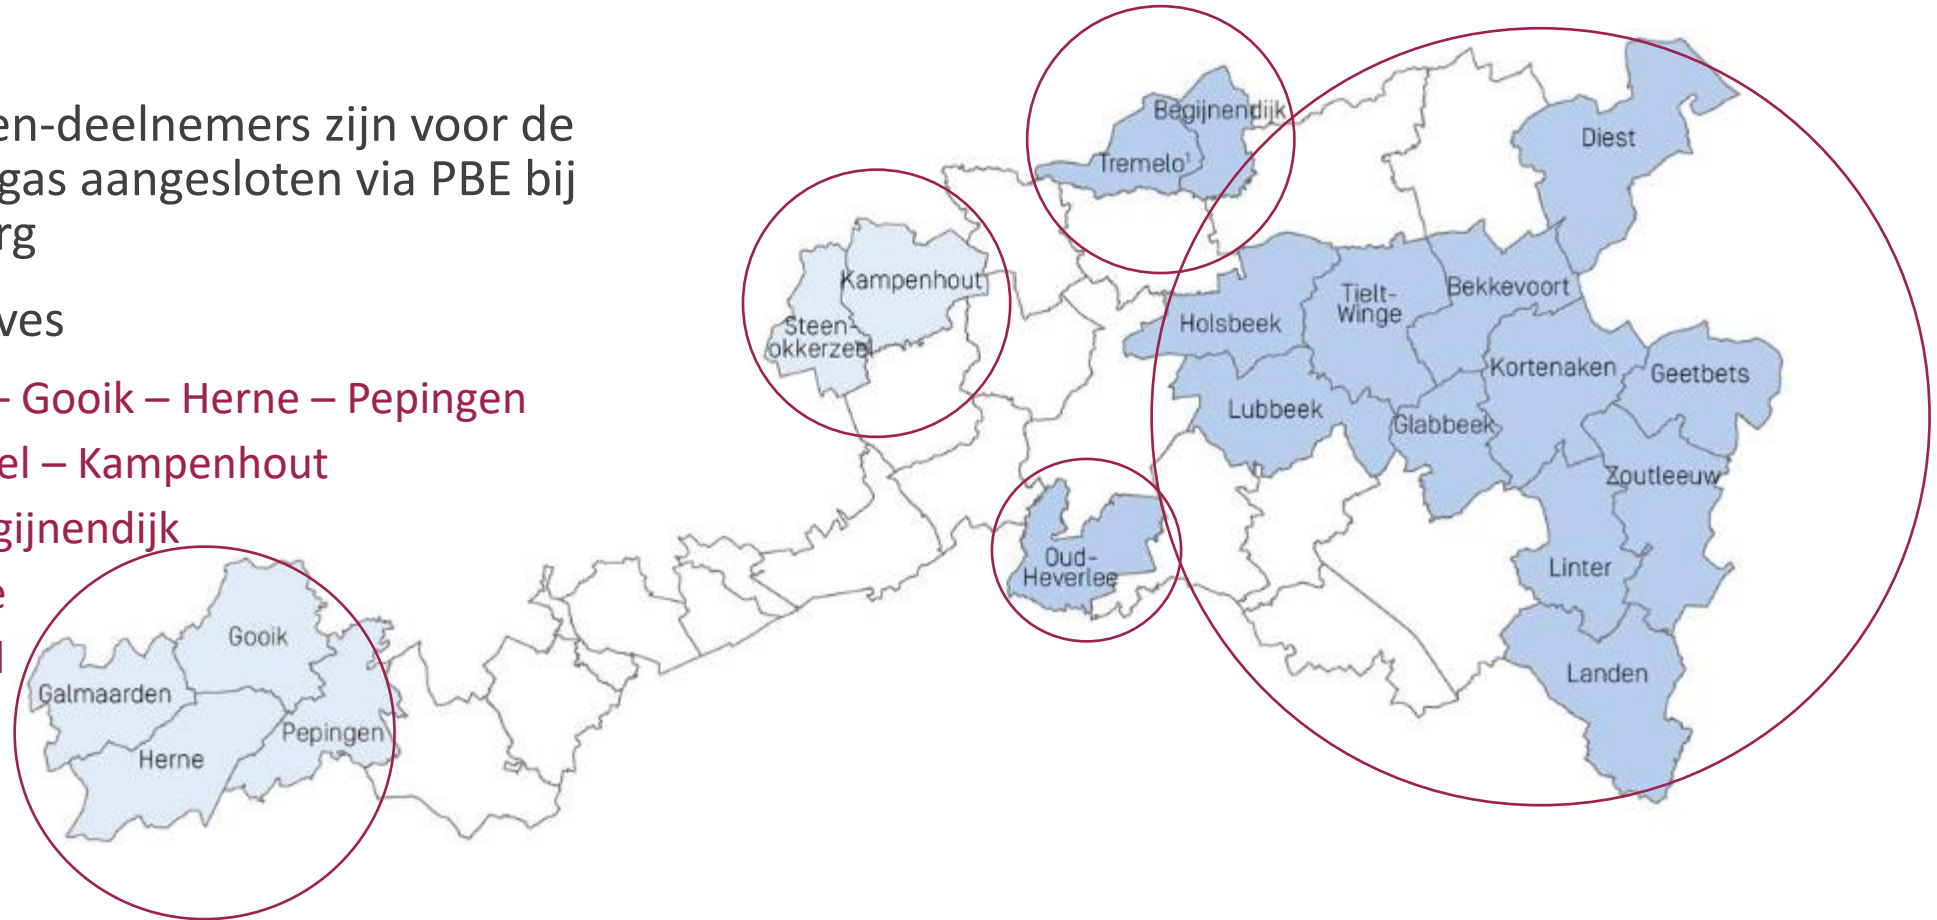 en-deelnemers zijn voor de
gas aangesloten via PBE bij
rg
ves
– Gooik – Herne – Pepingen
el – Kampenhout
gijnendijk
e
l
Begijnendijk
Tremelo¹
Diest
Kampenhout
Steen-
okkerzeel
Holsbeek
Tielt-
Winge
Bekkevoort
Kortenaken
Geetbets
Lubbeek
Glabbeek
Zoutleeuw
Oud-
Heverlee
Linter
Landen
Gooik
Galmaarden
Pepingen
Herne